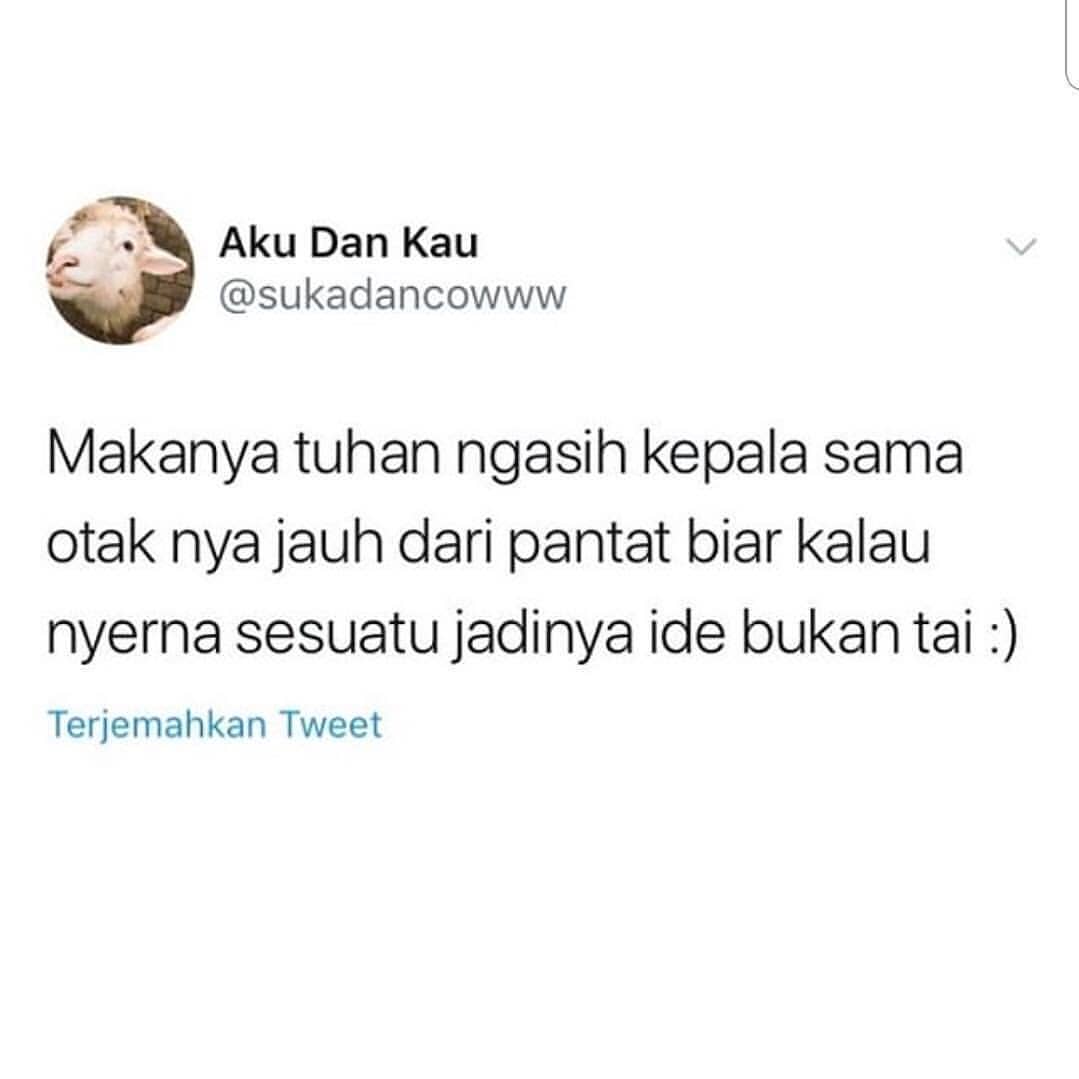 Aku Dan Kau
@sukadancowww
Makanya tuhan ngasih kepala sama
otak nya jauh dari pantat biar kalau
nyerna sesuatu jadinya ide bukan tai :)
Terjemahkan Tweet